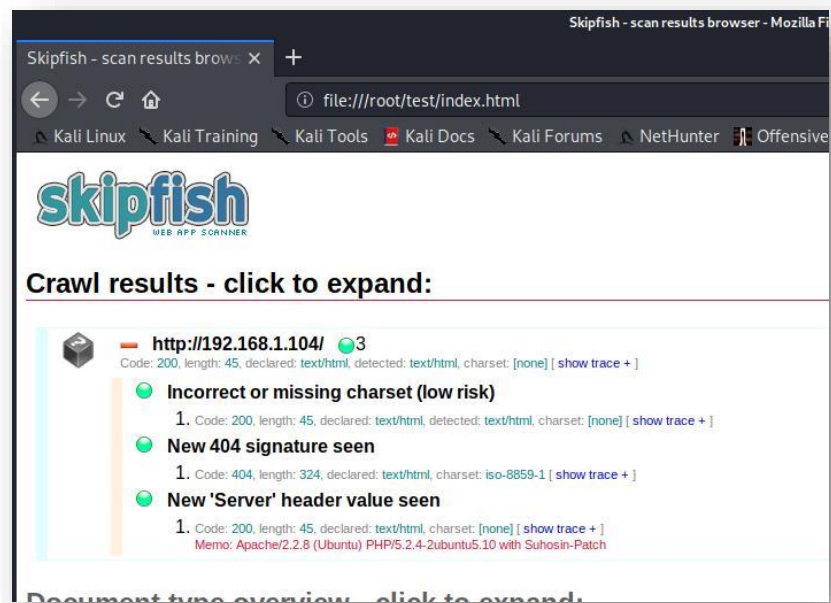 Skipfish - scan results browser - Mozilla Fi
Skipfish - scan results brows
file:///root/test/index.html
Kali Linux Kali Training Kali Tools Kali Docs Kali Forums NetHunter Offensive
skipfish
WEB APP SCANNER
Crawl results - click to expand:
http://192.168.1.104/ 3
Code: 200, length: 45, declared: text/html, detected: text/html, charset: [none] [ show trace + ]
Incorrect or missing charset (low risk)
1. Code: 200, length: 45, declared: text/html, detected: text/html, charset: [none] [ show trace + ]
New 404 signature seen
1. Code: 404, length: 324, declared: text/html, charset: iso-8859-1 [ show trace + ]
New 'Server' header value seen
1. Code: 200, length: 45, declared: text/html, charset: [none] [ show trace + ]
Memo: Apache/2.2.8 (Ubuntu) PHP/5.2.4-2ubuntu5.10 with Suhosin-Patch
Document type overview - click to expand: